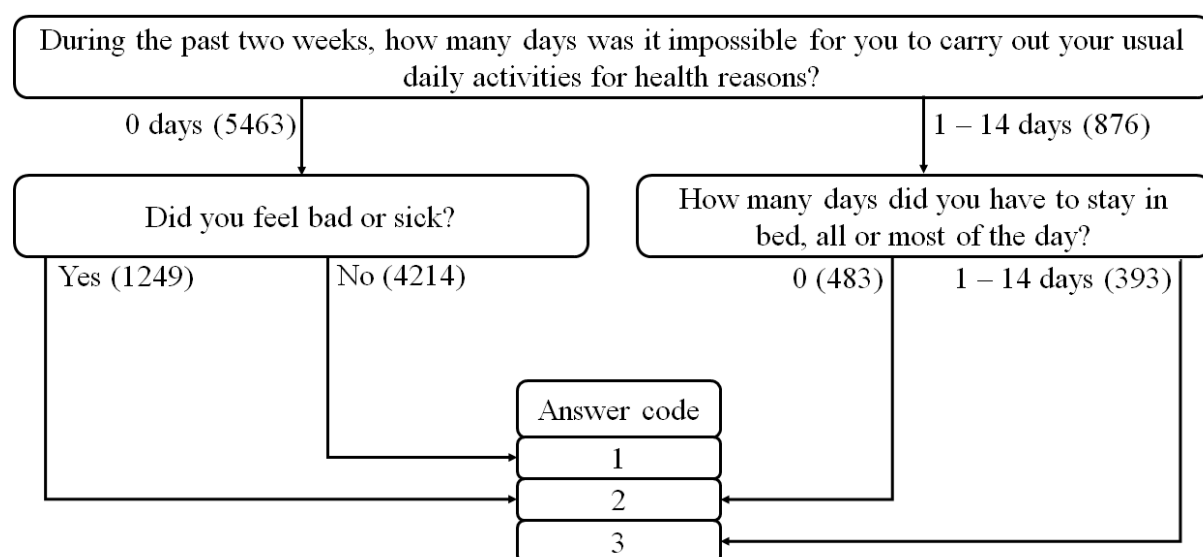 During the past two weeks, how many days was it impossible for you to carry out your usual
daily activities for health reasons?
0 days (5463)
1 – 14 days (876)
Did you feel bad or sick?
How many days did you have to stay in
bed, all or most of the day?
Yes (1249)
No (4214)
0 (483)
1 – 14 days (393)
Answer code
1
2
3